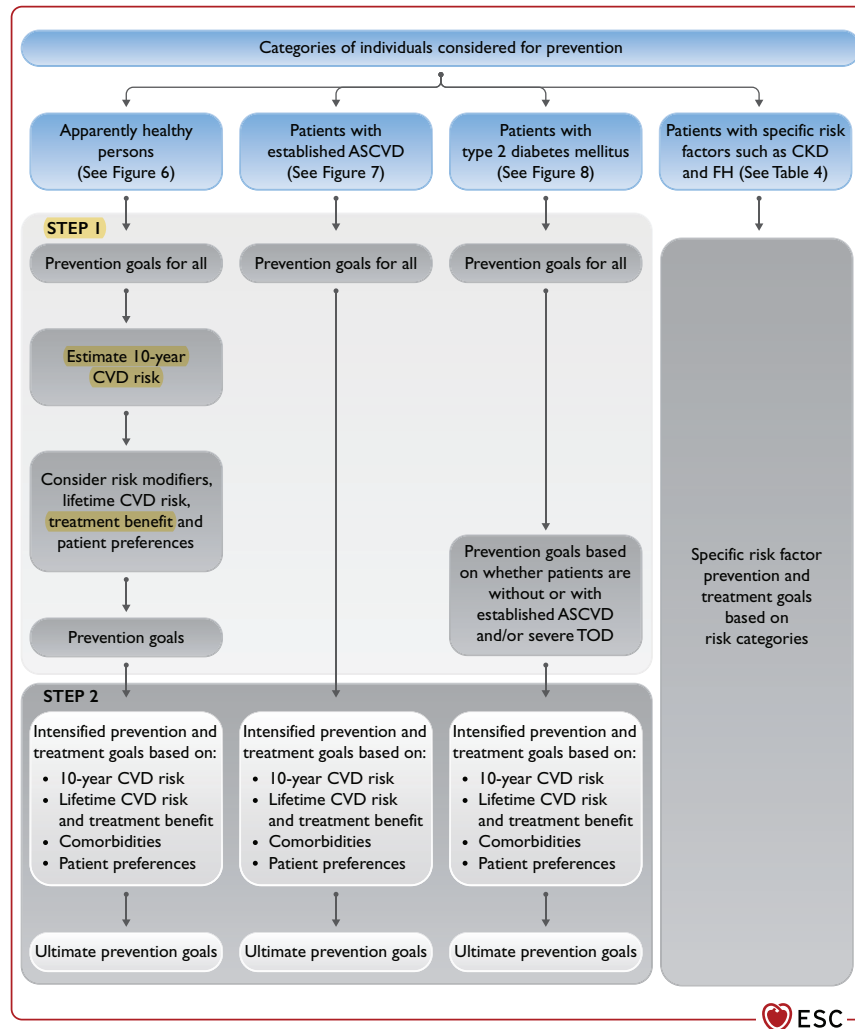 Categories of individuals considered for prevention
Apparently healthy
persons
(See Figure 6)
Patients with
established ASCVD
(See Figure 7)
Patients with
type 2 diabetes mellitus
(See Figure 8)
Patients with specific risk
factors such as CKD
and FH (See Table 4)
STEP 1
Prevention goals for all
Prevention goals for all
Prevention goals for all
Estimate 10-year
CVD risk
Consider risk modifiers,
lifetime CVD risk,
treatment benefit and
patient preferences
Prevention goals
Prevention goals based
on whether patients are
without or with
established ASCVD
and/or severe TOD
Specific risk factor
prevention and
treatment goals
based on
risk categories
STEP 2
Intensified prevention and
treatment goals based on:
• 10-year CVD risk
• Lifetime CVD risk
and treatment benefit
• Comorbidities
• Patient preferences
Intensified prevention and
treatment goals based on:
• 10-year CVD risk
• Lifetime CVD risk
and treatment benefit
• Comorbidities
• Patient preferences
Intensified prevention and
treatment goals based on:
• 10-year CVD risk
• Lifetime CVD risk
and treatment benefit
• Comorbidities
• Patient preferences
Ultimate prevention goals
Ultimate prevention goals
Ultimate prevention goals
ESC